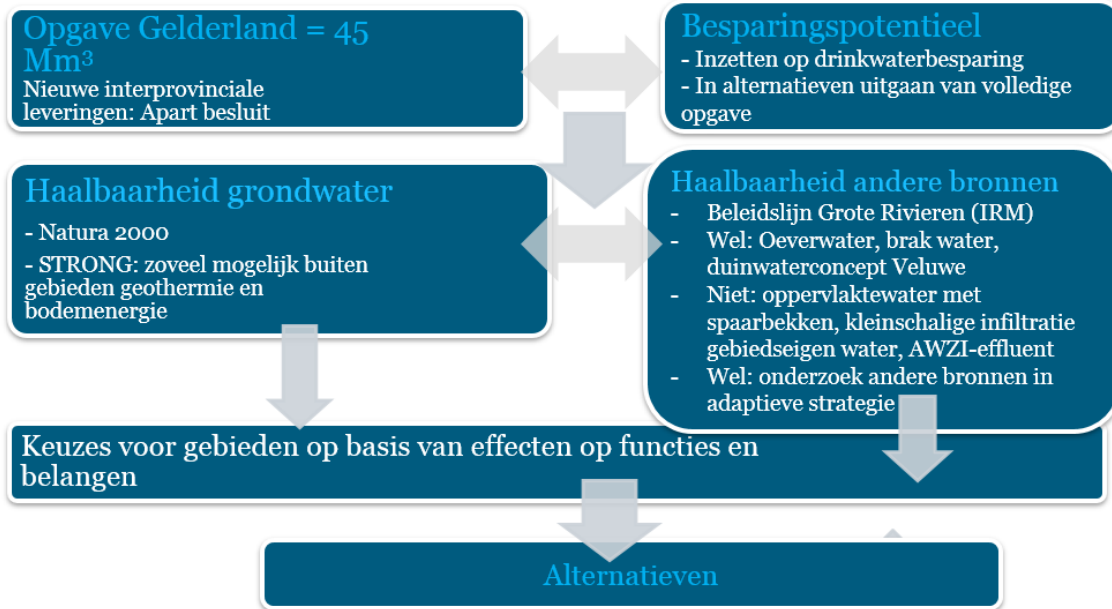 Opgave Gelderland = 45
Mm³
Nieuwe interprovinciale
leveringen: Apart besluit
Besparingspotentieel
- Inzetten op drinkwaterbesparing
- In alternatieven uitgaan van volledige
opgave
Haalbaarheid grondwater
- Natura 2000
- STRONG: zoveel mogelijk buiten
gebieden geothermie en
bodemenergie
Haalbaarheid andere bronnen
- Beleidslijn Grote Rivieren (IRM)
- Wel: Oeverwater, brak water,
duinwaterconcept Veluwe
- Niet: oppervlaktewater met
spaarbekken, kleinschalige infiltratie
gebiedseigen water, AWZI-effluent
- Wel: onderzoek andere bronnen in
adaptieve strategie
Keuzes voor gebieden op basis van effecten op functies en
belangen
Alternatieven